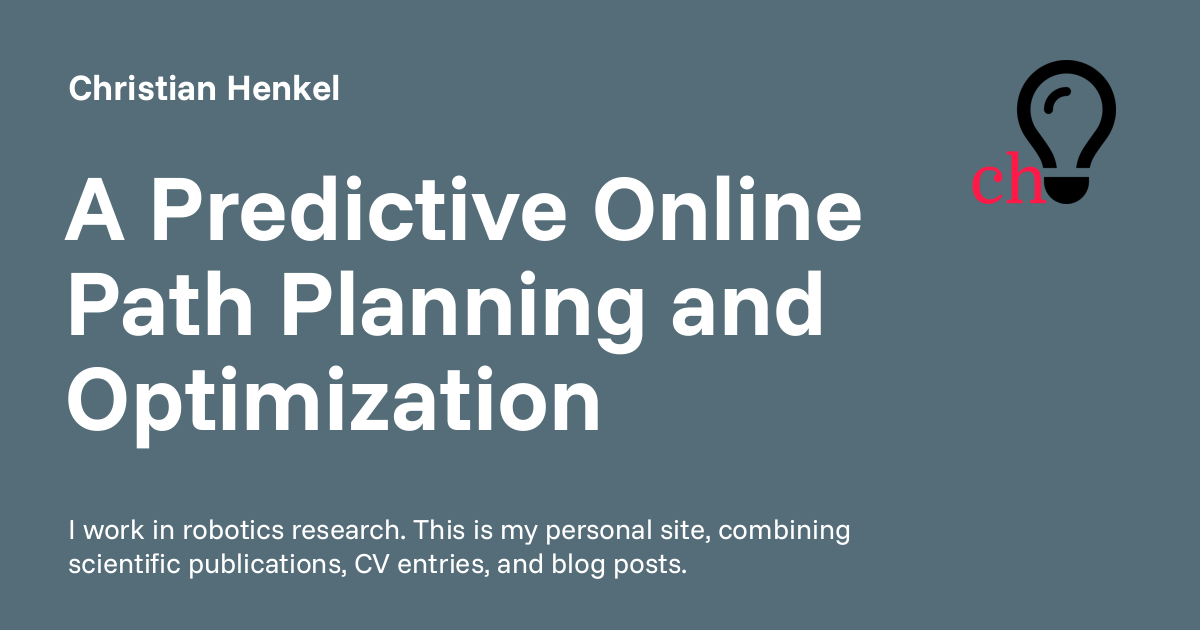 Christian Henkel
ch
A Predictive Online
Path Planning and
Optimization
I work in robotics research. This is my personal site, combining
scientific publications, CV entries, and blog posts.